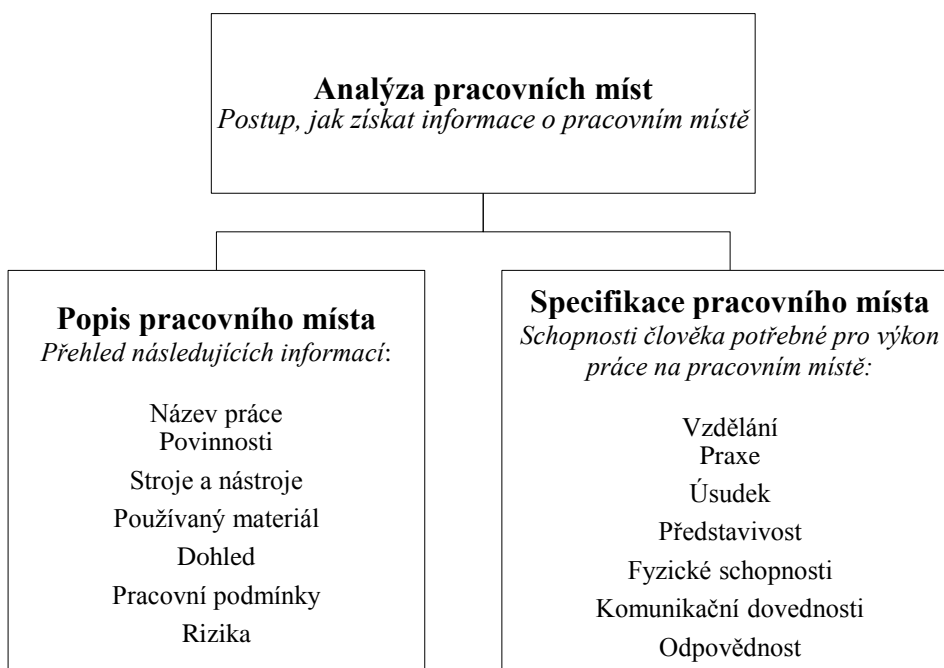 Analýza pracovních míst
Postup, jak získat informace o pracovním místě
Popis pracovního místa
Přehled následujících informací:
Název práce
Povinnosti
Stroje a nástroje
Používaný materiál
Dohled
Pracovní podmínky
Rizika
Specifikace pracovního místa
Schopnosti člověka potřebné pro výkon
práce na pracovním místě:
Vzdělání
Praxe
Úsudek
Představivost
Fyzické schopnosti
Komunikační dovednosti
Odpovědnost